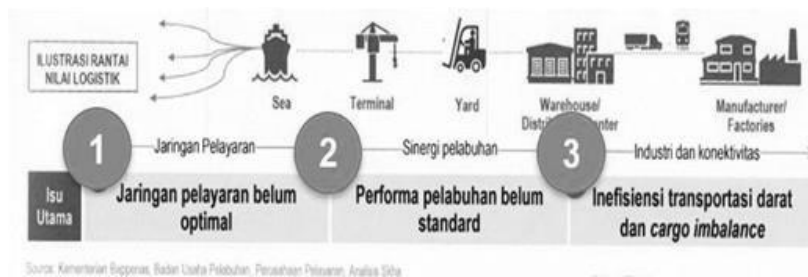 ILUSTRASI RANTAI
NILAI LOGISTIK
Sea
Terminal
Yard
Warehouse/
Manufacturer/
Factories
1
Jaringan Pelayaran
2
Sinergi pelabuhan
3
Industri dan konektivitas
Isu
Utama
Jaringan pelayaran belum
optimal
Performa pelabuhan belum
standard
Inefisiensi transportasi darat
dan cargo imbalance
Source: Kementerian Bappenas, Badan Usaha Pelabuhan, Perusahaan Pelayaran, Analisa